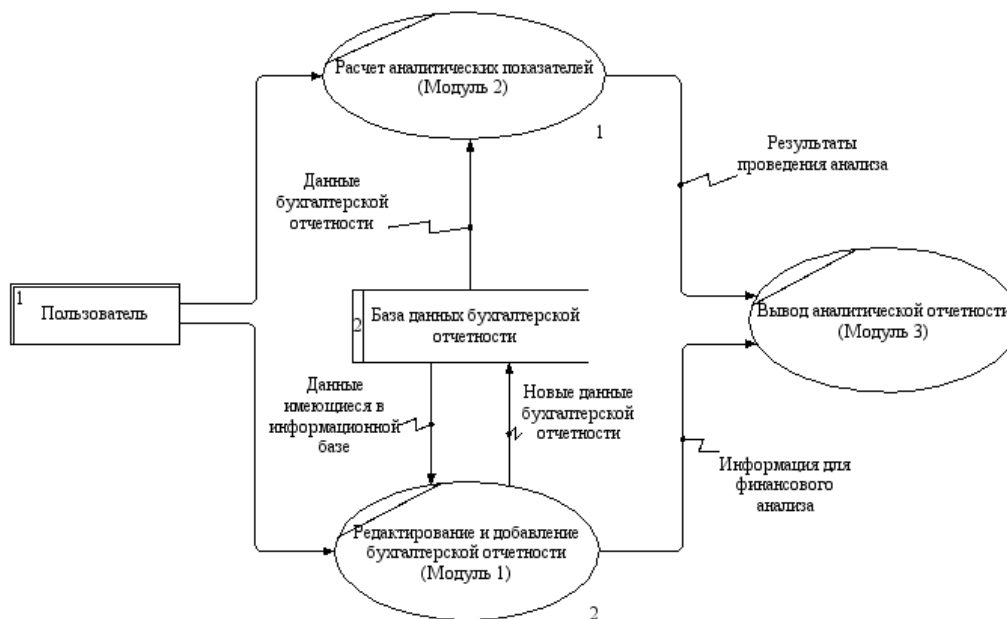 Расчет аналитических показателей
(Модуль 2)
1
Результаты
проведения анализа
Данные
бухгалтерской
отчетности
1
Пользователь
2
База данных бухгалтерской
отчетности
Вывод аналитической отчетности
(Модуль 3)
Данные
имеющиеся в
информационной
базе
Новые данные
бухгалтерской
отчетности
Информация для
финансового
анализа
Редактирование и добавление
бухгалтерской отчетности
(Модуль 1)
2